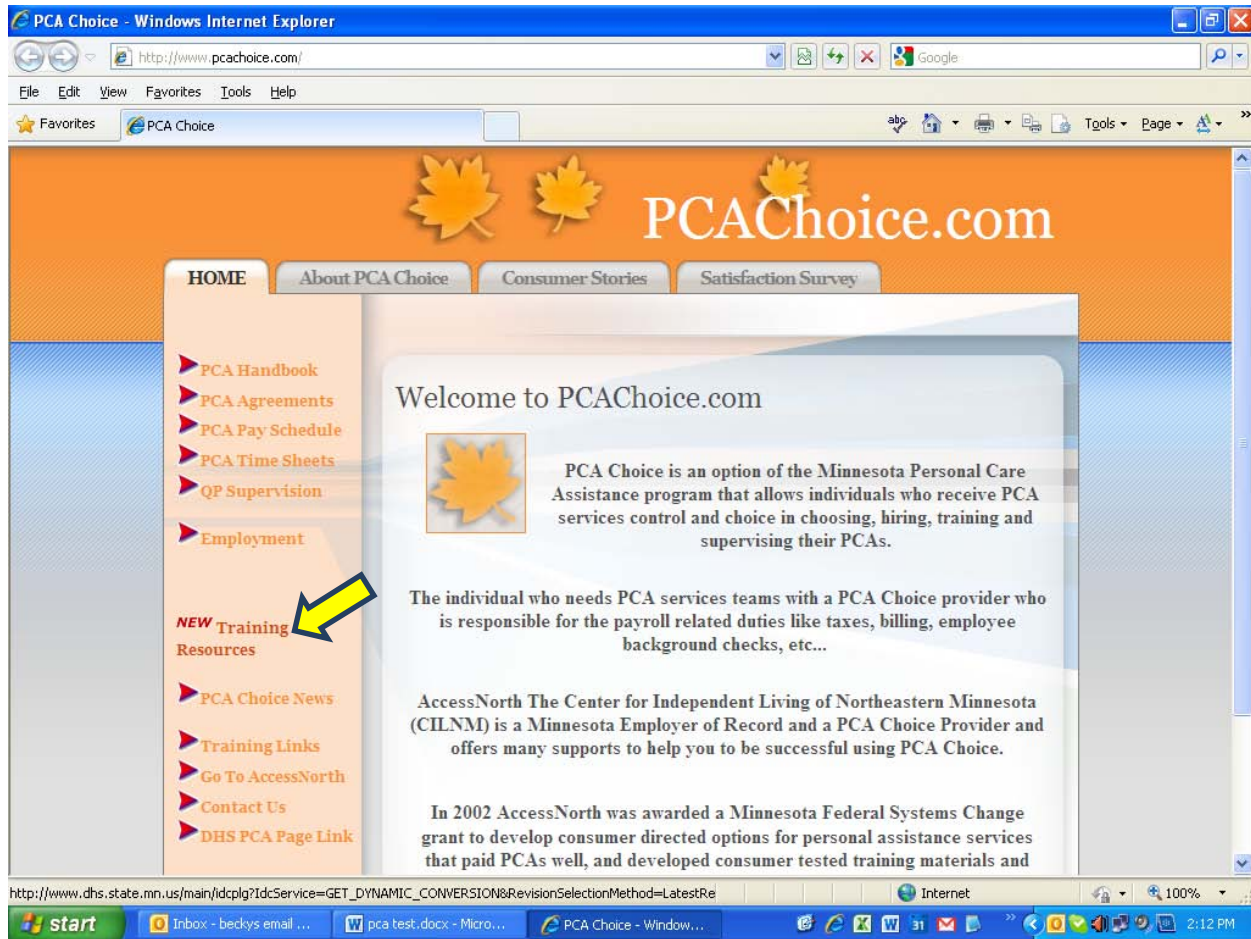 PCA Choice - Windows Internet Explorer
http://www.pcachoice.com/
Google
File Edit View Favorites Tools Help
Favorites
PCA Choice
Tools
Page
PCAChoice.com
HOME
About PCA Choice
Consumer Stories
Satisfaction Survey
PCA Handbook
PCA Agreements
PCA Pay Schedule
PCA Time Sheets
QP Supervision
Employment
NEW Training
Resources
PCA Choice News
Training Links
Go To AccessNorth
Contact Us
DHS PCA Page Link
Welcome to PCAChoice.com
PCA Choice is an option of the Minnesota Personal Care
Assistance program that allows individuals who receive PCA
services control and choice in choosing, hiring, training and
supervising their PCAs.
The individual who needs PCA services teams with a PCA Choice provider who
is responsible for the payroll related duties like taxes, billing, employee
background checks, etc...
AccessNorth The Center for Independent Living of Northeastern Minnesota
(CILNM) is a Minnesota Employer of Record and a PCA Choice Provider and
offers many supports to help you to be successful using PCA Choice.
In 2002 AccessNorth was awarded a Minnesota Federal Systems Change
grant to develop consumer directed options for personal assistance services
that paid PCAs well, and developed consumer tested training materials and
http://www.dhs.state.mn.us/main/idcplg?IdcService=GET_DYNAMIC_CONVERSION&RevisionSelectionMethod=LatestRe
Internet
100%
start
Inbox - beckys email ...
pca test.docx - Micro...
PCA Choice - Window...
2:12 PM